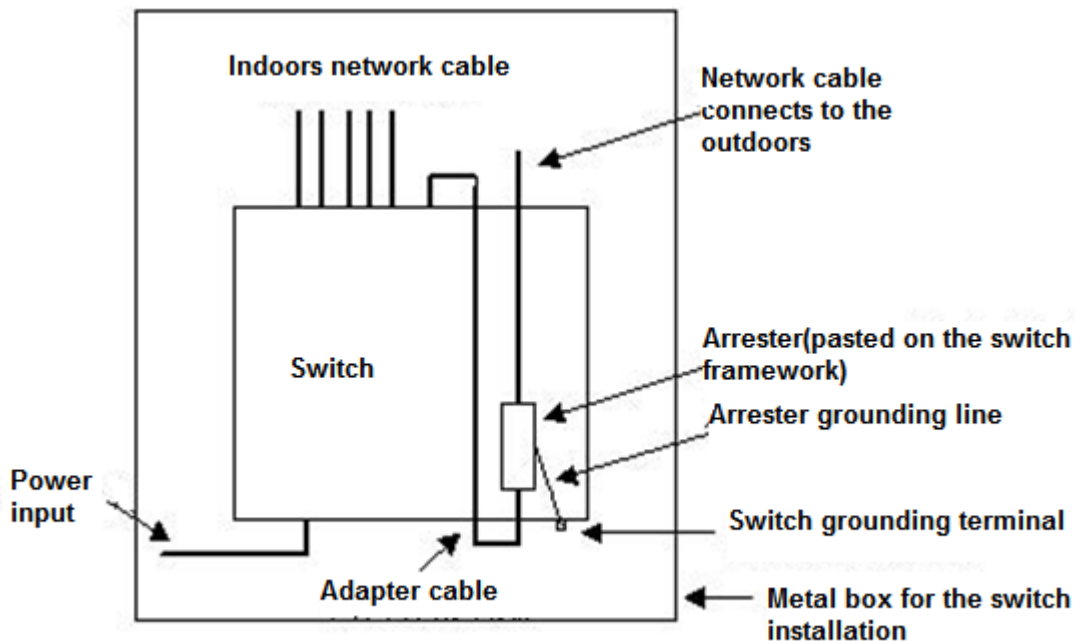 Indoors network cable
Network cable
connects to the
outdoors
Arrester(pasted on the switch
framework)
Switch
Arrester grounding line
Power
input
Switch grounding terminal
Adapter cable
Metal box for the switch
installation